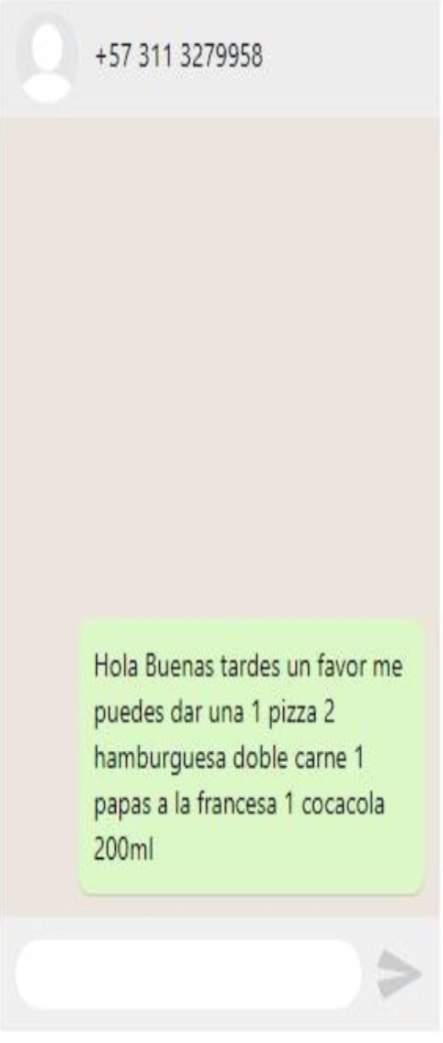 +57 311 3279958
Hola Buenas tardes un favor me
puedes dar una 1 pizza 2
hamburguesa doble carne 1
papas a la francesa 1 cocacola
200ml